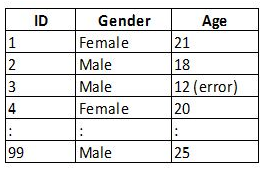 ID Gender Age
1 Female 21
2 Male 18
3 Male 12 (error)
4 Female 20
: : :
99 Male 25